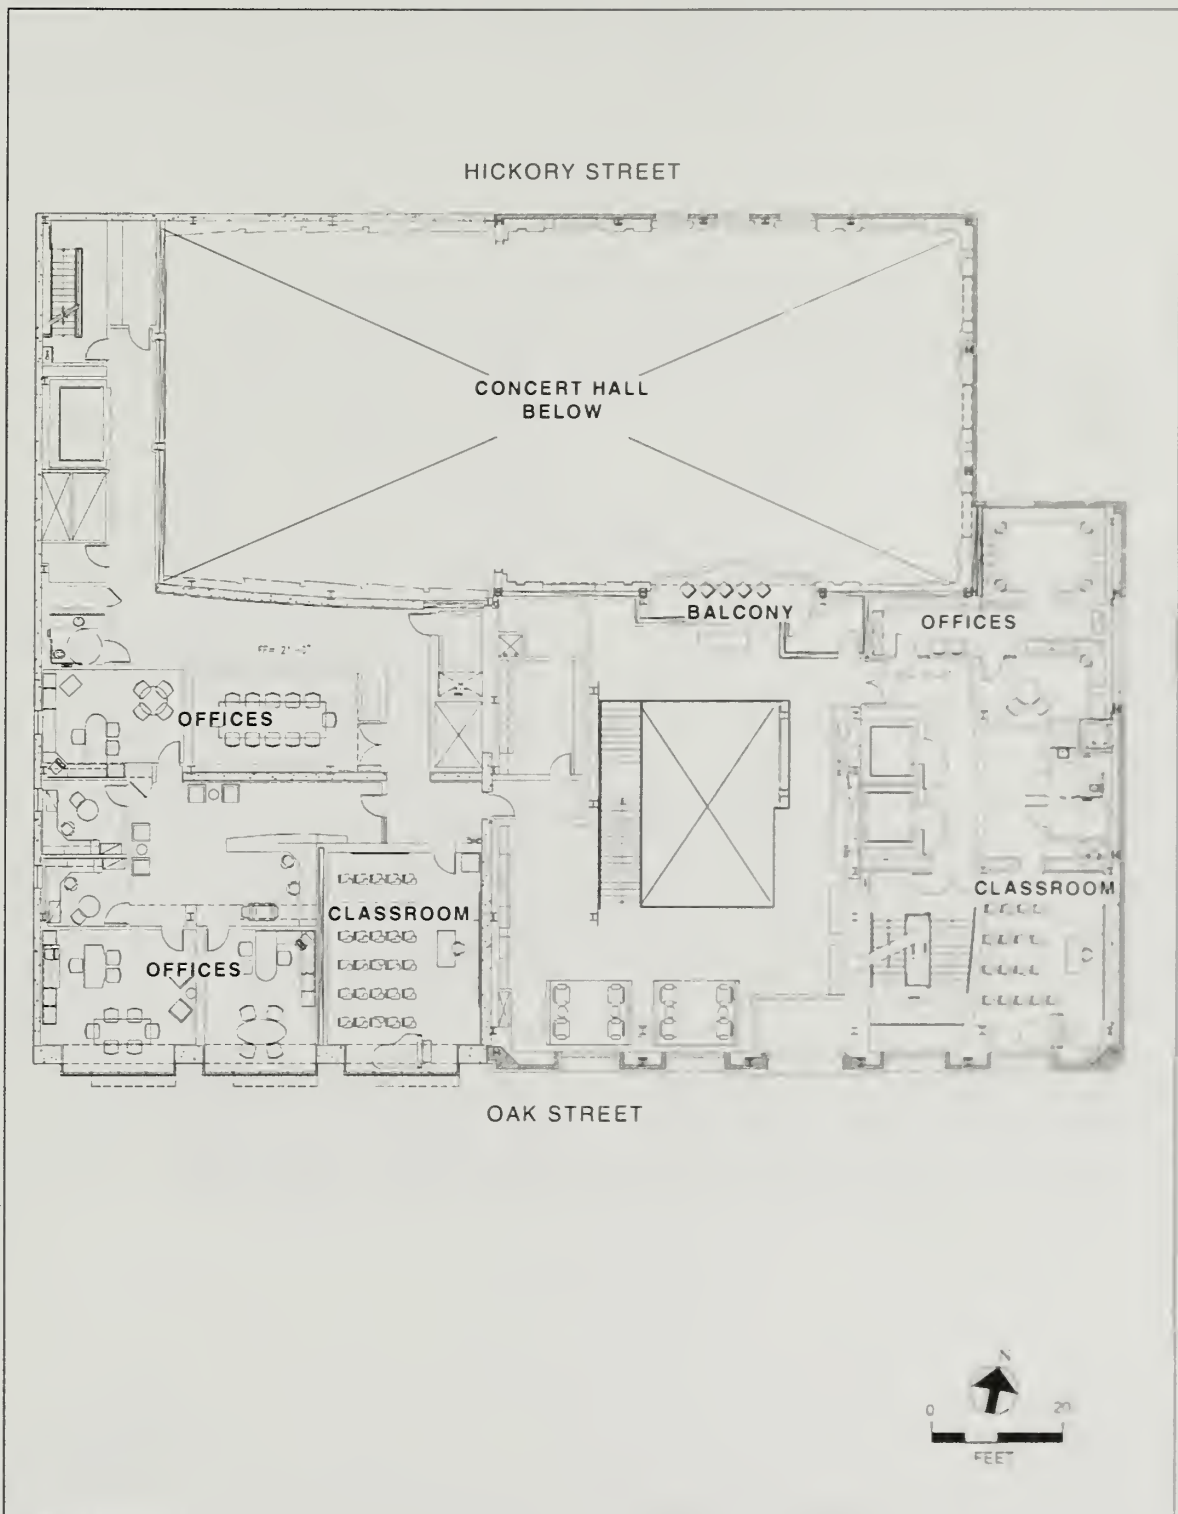 HICKORY STREET
CONCERT HALL
BELOW
BALCONY
OFFICES
OFFICES
CLASSROOM
CLASSROOM
OFFICES
OAK STREET
N
0 20
FEET